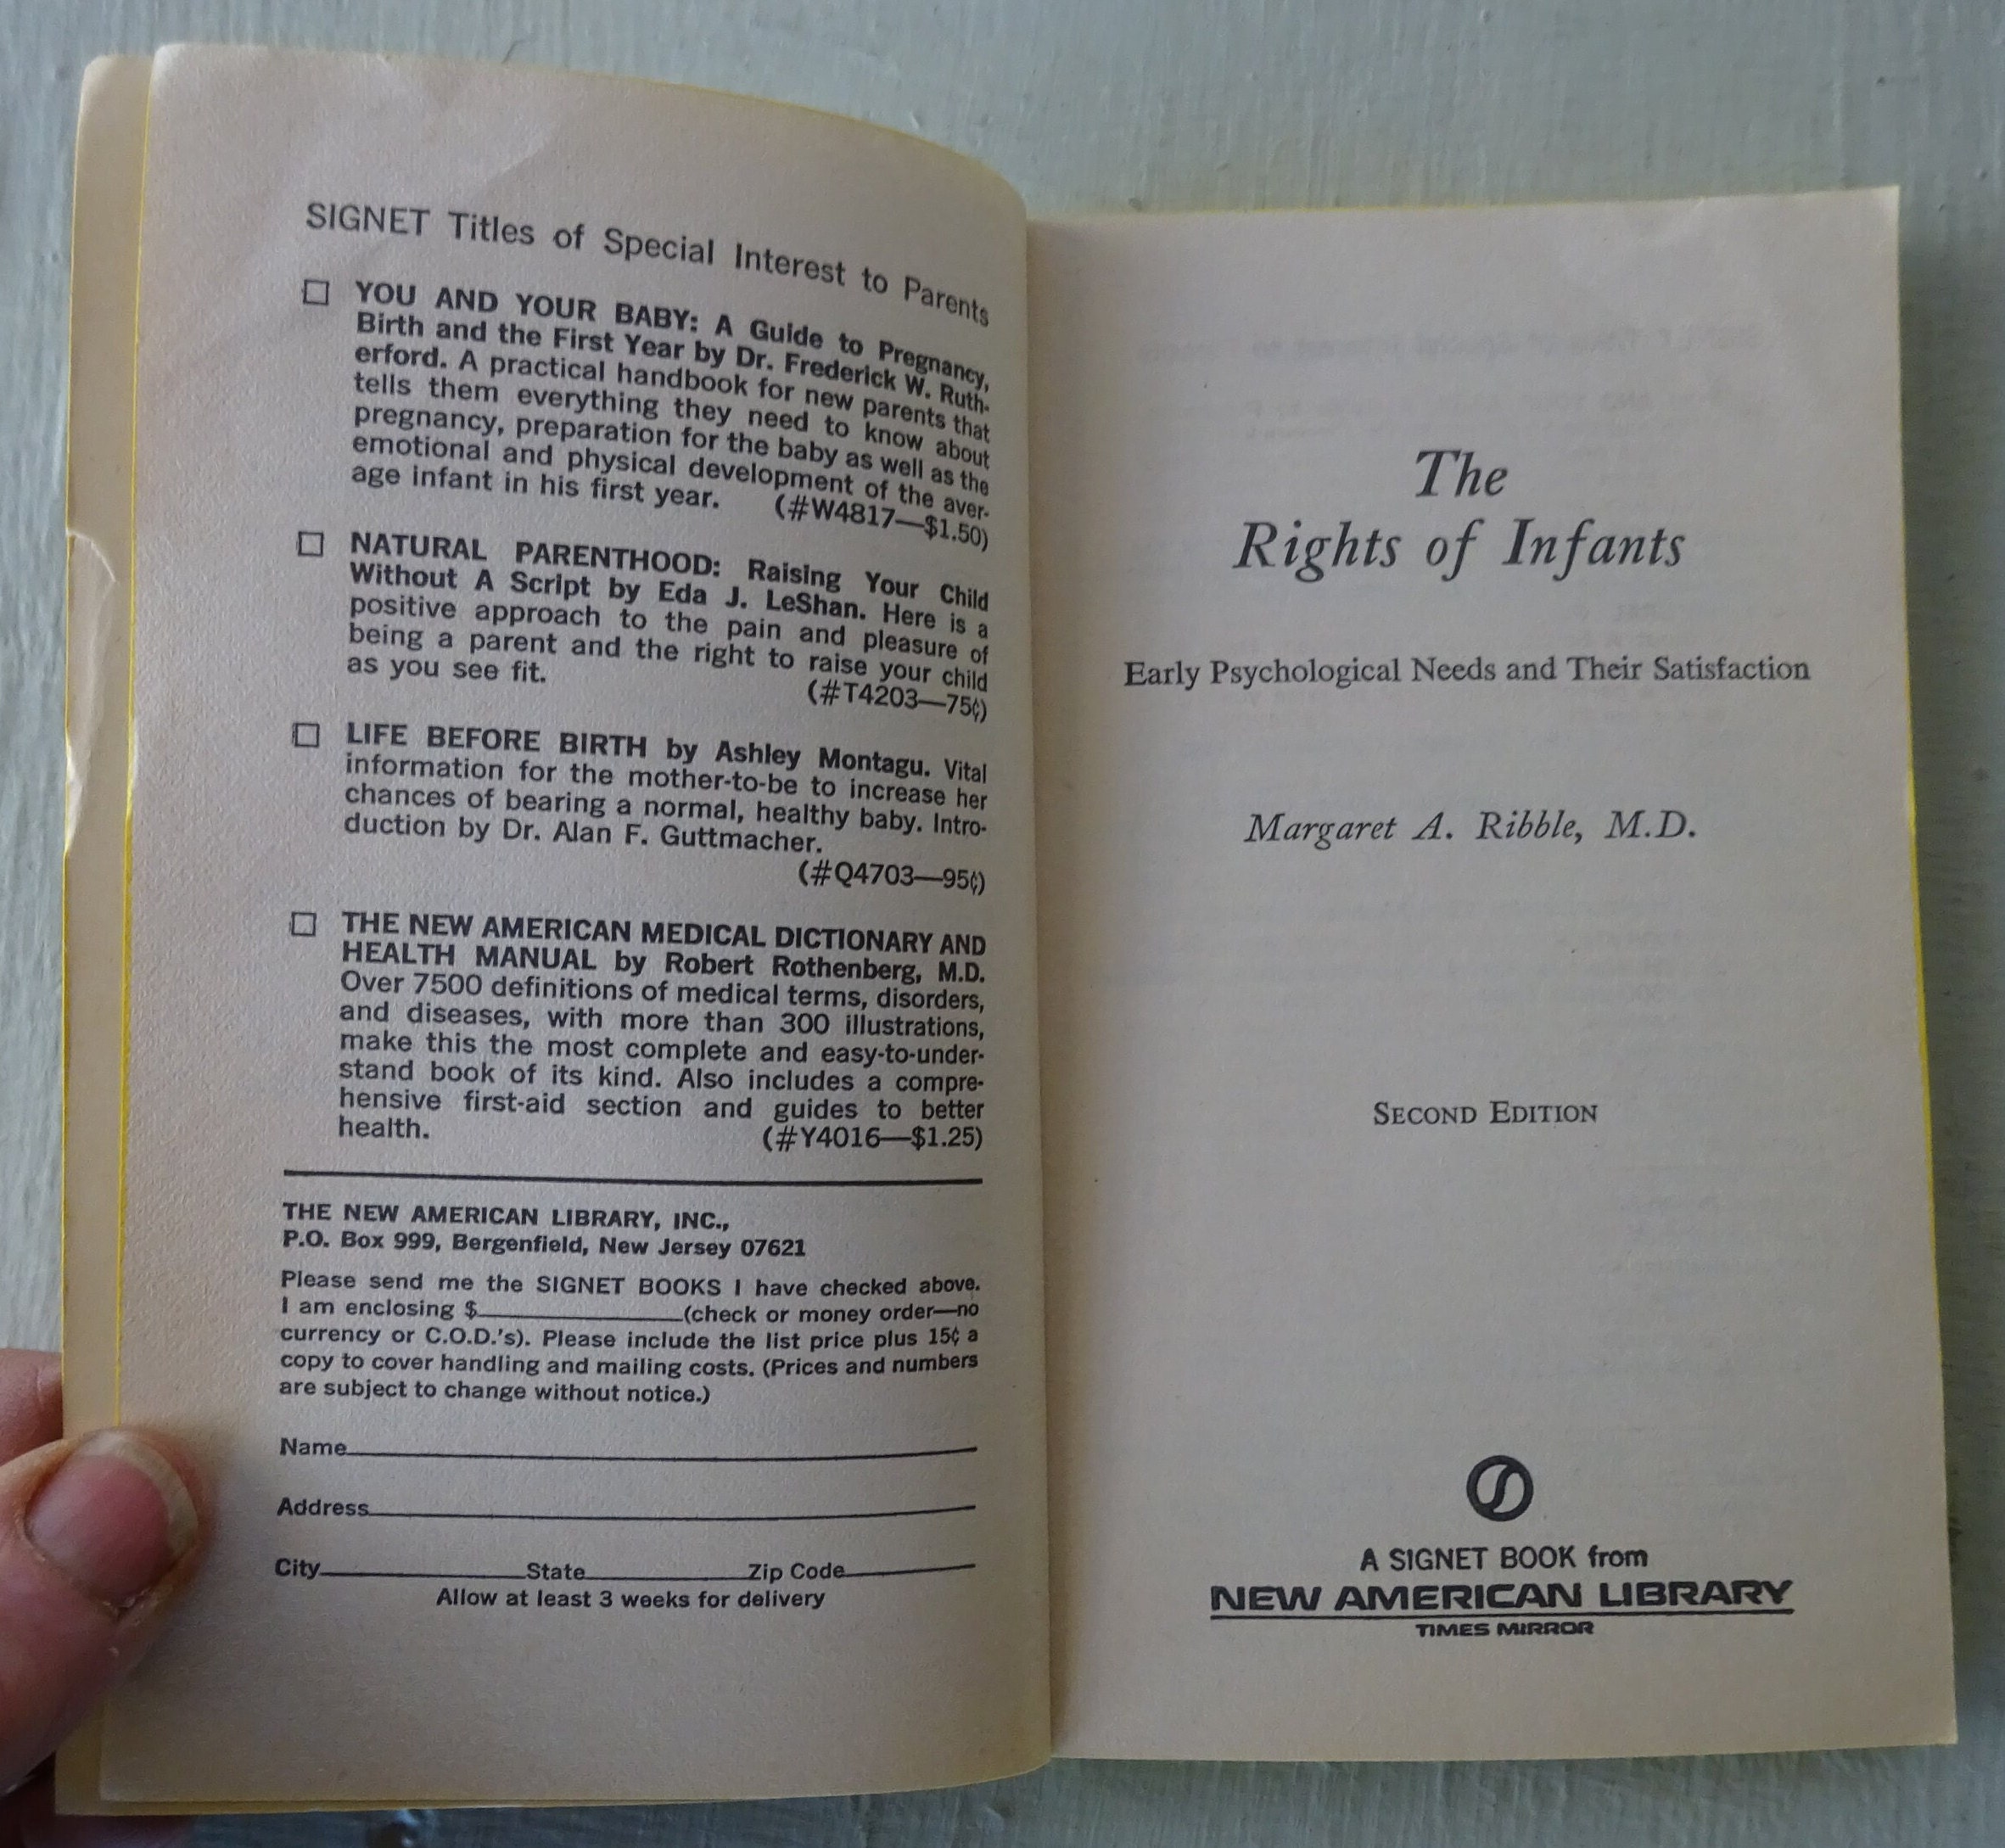 SIGNET Titles of Special Interest to Parents
☐ YOU AND YOUR BABY: A Guide to Pregnancy,
Birth and the First Year by Dr. Frederick W. Ruth-
erford. A practical handbook for new parents that
tells them everything they need to know about
pregnancy, preparation for the baby as well as the
emotional and physical development of the aver-
age infant in his first year. (#W4817—$1.50)
☐ NATURAL PARENTHOOD: Raising Your Child
Without A Script by Eda J. LeShan. Here is a
positive approach to the pain and pleasure of
being a parent and the right to raise your child
as you see fit. (#T4203—75¢)
☐ LIFE BEFORE BIRTH by Ashley Montagu. Vital
information for the mother-to-be to increase her
chances of bearing a normal, healthy baby. Intro-
duction by Dr. Alan F. Guttmacher.
(#Q4703—95¢)
☐ THE NEW AMERICAN MEDICAL DICTIONARY AND
HEALTH MANUAL by Robert Rothenberg, M.D.
Over 7500 definitions of medical terms, disorders,
and diseases, with more than 300 illustrations,
make this the most complete and easy-to-under-
stand book of its kind. Also includes a compre-
hensive first-aid section and guides to better
health. (#Y4016—$1.25)
THE NEW AMERICAN LIBRARY, INC.,
P.O. Box 999, Bergenfield, New Jersey 07621
Please send me the SIGNET BOOKS I have checked above.
I am enclosing $____________(check or money order—no
currency or C.O.D.'s). Please include the list price plus 15¢ a
copy to cover handling and mailing costs. (Prices and numbers
are subject to change without notice.)
Name____________
Address____________
City____________State____________Zip Code____________
Allow at least 3 weeks for delivery
The
Rights of Infants
Early Psychological Needs and Their Satisfaction
Margaret A. Ribble, M.D.
SECOND EDITION
A SIGNET BOOK from
NEW AMERICAN LIBRARY
TIMES MIRROR